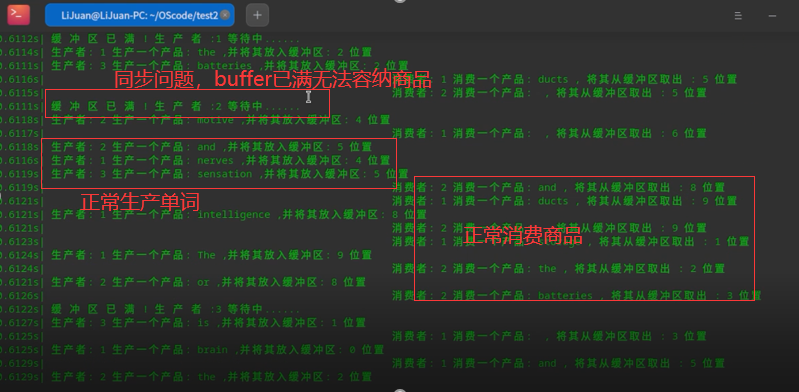 LiJuan@LiJuan-PC: ~/OScode/test2
0.6112s| 缓 冲 区 已 满 ! 生 产 者 :1 等待中......
0.6114s| 生产者: 1 生产一个产品: the ,并将其放入缓冲区: 2 位置
0.6111s| 生产者: 3 生产一个产品: batteries ,并将其放入缓冲区: 2 位置
同步问题, buffer已满无法容纳商品
0.6116s| 消费者: 1 消费一个产品: ducts , 将其从缓冲区取出 : 5 位置
0.6115s| 消费者: 2 消费一个产品: , 将其从缓冲区取出 : 5 位置
0.6111s| 缓 冲 区 已 满 ! 生 产 者 :2 等待中......
0.6118s| 生产者: 2 生产一个产品: motive ,并将其放入缓冲区: 4 位置
0.6117s| 消费者: 1 消费一个产品: , 将其从缓冲区取出 : 6 位置
0.6118s| 生产者: 2 生产一个产品: and ,并将其放入缓冲区: 5 位置
0.6116s| 生产者: 1 生产一个产品: nerves ,并将其放入缓冲区: 4 位置
0.6119s| 生产者: 3 生产一个产品: sensation ,并将其放入缓冲区: 5 位置
0.6119s| 消费者: 2 消费一个产品: and , 将其从缓冲区取出 : 8 位置
0.6121s| 消费者: 1 消费一个产品: ducts , 将其从缓冲区取出 : 9 位置
正常生产单词
0.6121s| 生产者: 1 生产一个产品: intelligence ,并将其放入缓冲区: 8 位置
0.6121s| 消费者: 2 消费一个产品: , 将其从缓冲区取出 : 9 位置
正常消费商品
0.6123s| 消费者: 1 消费一个产品: , 将其从缓冲区取出 : 1 位置
0.6124s| 生产者: 1 生产一个产品: The ,并将其放入缓冲区: 9 位置
0.6124s| 消费者: 2 消费一个产品: the , 将其从缓冲区取出 : 2 位置
0.6121s| 生产者: 2 生产一个产品: or ,并将其放入缓冲区: 8 位置
0.6126s| 消费者: 2 消费一个产品: batteries , 将其从缓冲区取出 : 3 位置
0.6122s| 缓 冲 区 已 满 ! 生 产 者 :3 等待中......
0.6127s| 生产者: 3 生产一个产品: is ,并将其放入缓冲区: 1 位置
0.6125s| 消费者: 1 消费一个产品: , 将其从缓冲区取出 : 3 位置
0.6125s| 生产者: 1 生产一个产品: brain ,并将其放入缓冲区: 0 位置
0.6129s| 消费者: 1 消费一个产品: and , 将其从缓冲区取出 : 5 位置
0.6129s| 生产者: 2 生产一个产品: the ,并将其放入缓冲区: 2 位置